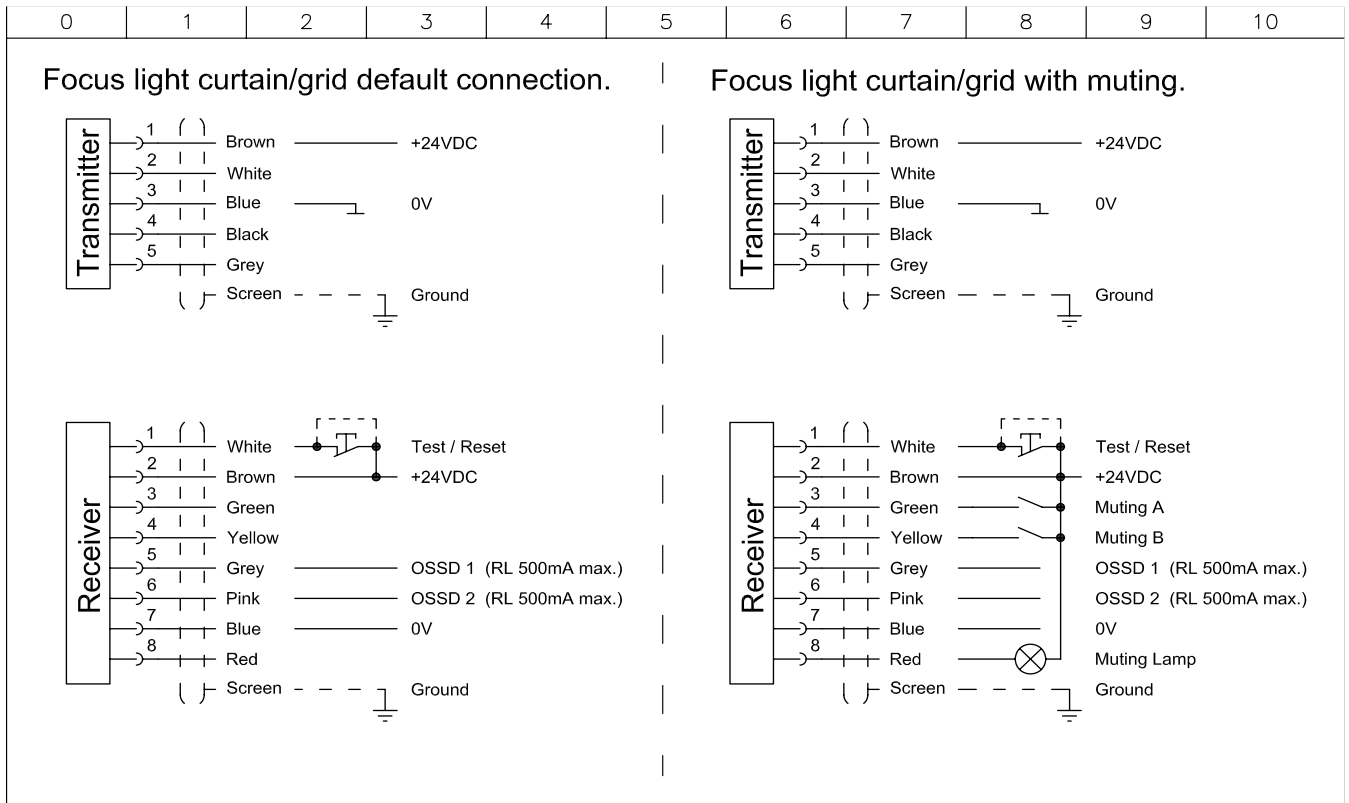 0 1 2 3 4 5 6 7 8 9 10
Focus light curtain/grid default connection.
Transmitter
1 Brown +24VDC
2 White
3 Blue 0V
4 Black
5 Grey
Screen Ground
Receiver
1 White Test / Reset
2 Brown +24VDC
3 Green
4 Yellow
5 Grey OSSD 1 (RL 500mA max.)
6 Pink OSSD 2 (RL 500mA max.)
7 Blue 0V
8 Red
Screen Ground
Focus light curtain/grid with muting.
Transmitter
1 Brown +24VDC
2 White
3 Blue 0V
4 Black
5 Grey
Screen Ground
Receiver
1 White Test / Reset
2 Brown +24VDC
3 Green Muting A
4 Yellow Muting B
5 Grey OSSD 1 (RL 500mA max.)
6 Pink OSSD 2 (RL 500mA max.)
7 Blue 0V
8 Red Muting Lamp
Screen Ground